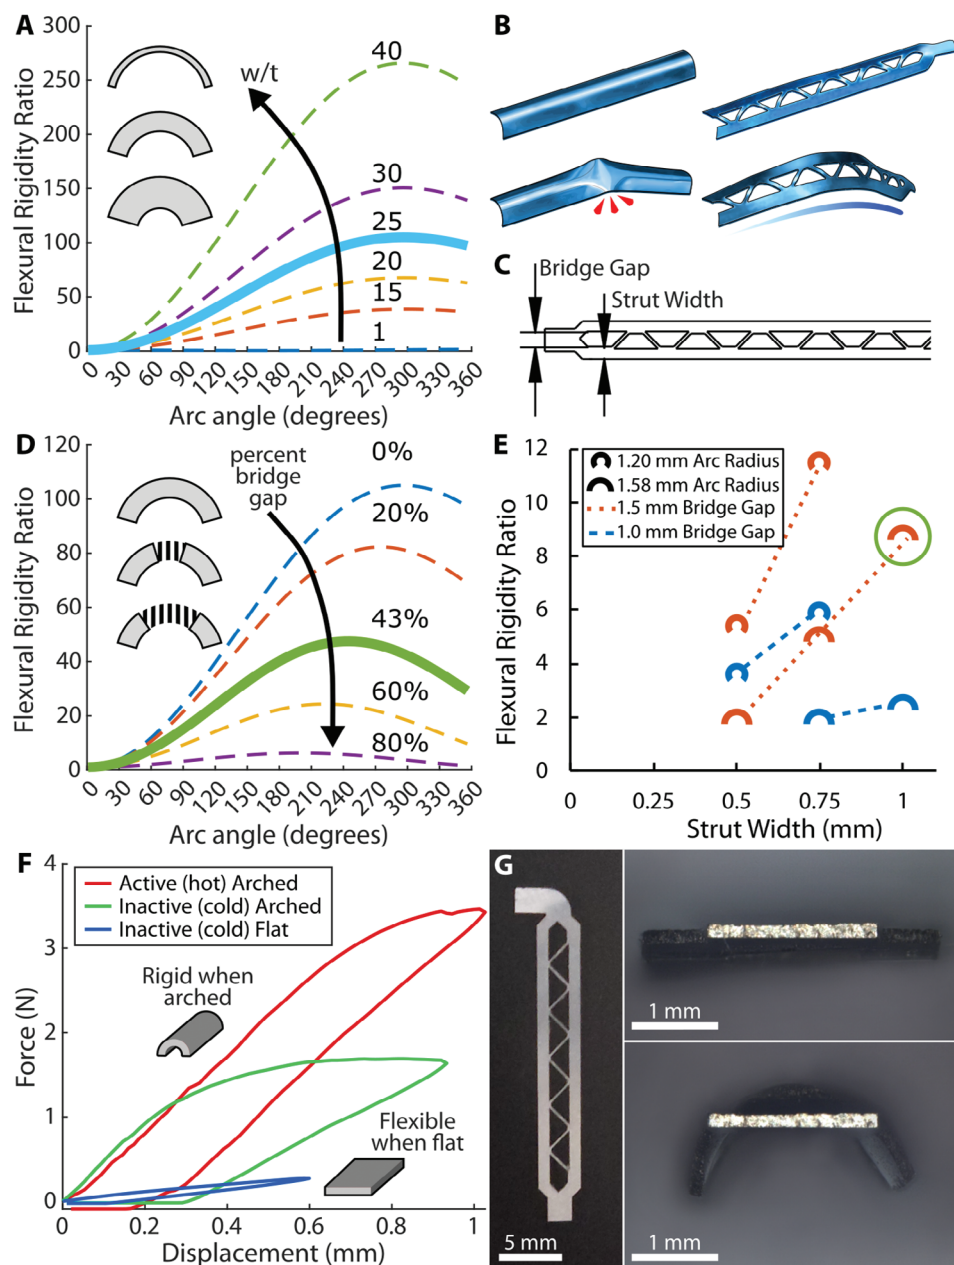 A
300
250
200
150
100
50
0
Flexural Rigidity Ratio
w/t
40
30
25
20
15
1
0 30 60 90 120 150 180 210 240 270 300 330 360
Arc angle (degrees)
B
C
Bridge Gap
Strut Width
D
120
100
80
60
40
20
0
Flexural Rigidity Ratio
percent
bridge
gap
0%
20%
43%
60%
80%
0 30 60 90 120 150 180 210 240 270 300 330 360
Arc angle (degrees)
E
12
10
8
6
4
2
0
Flexural Rigidity Ratio
1.20 mm Arc Radius
1.58 mm Arc Radius
1.5 mm Bridge Gap
1.0 mm Bridge Gap
0 0.25 0.5 0.75 1
Strut Width (mm)
F
4
3
2
1
0
Force (N)
Active (hot) Arched
Inactive (cold) Arched
Inactive (cold) Flat
Rigid when
arched
Flexible
when flat
0 0.2 0.4 0.6 0.8 1
Displacement (mm)
G
5 mm
1 mm
1 mm